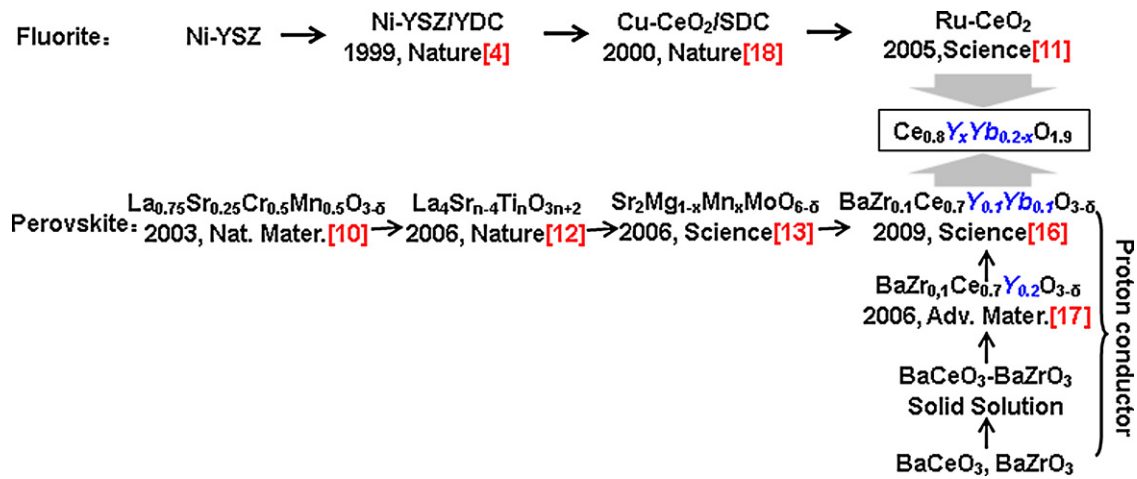 Fluorite:
Ni-YSZ
Ni-YSZ/YDC
1999, Nature[4]
Cu-CeO₂/SDC
2000, Nature[18]
Ru-CeO₂
2005,Science[11]
Ce₀.₈YₓYb₀.₂₋ₓO₁.₉
Perovskite:
La₀.₇₅Sr₀.₂₅Cr₀.₅Mn₀.₅O₃₋δ
2003, Nat. Mater.[10]
La₄Srₙ₋₄TiₙO₃ₙ₊₂
2006, Nature[12]
Sr₂Mg₁₋ₓMnₓMoO₆₋δ
2006, Science[13]
BaZr₀.₁Ce₀.₇Y₀.₁Yb₀.₁O₃₋δ
2009, Science[16]
BaZr₀,₁Ce₀.₇Y₀.₂O₃₋δ
2006, Adv. Mater.[17]
BaCeO₃-BaZrO₃
Solid Solution
BaCeO₃, BaZrO₃
Proton conductor